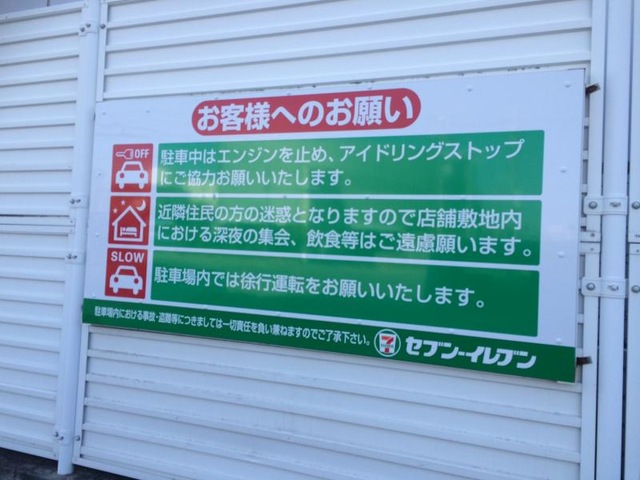 お客様へのお願い
OFF
駐車中はエンジンを止め、アイドリングストップ
にご協力お願いいたします。
近隣住民の方の迷惑となりますので店舗敷地内
における深夜の集会、飲食等はご遠慮願います。
SLOW
駐車場内では徐行運転をお願いいたします。
駐車場内における事故・盗難等につきましては一切責任を負い兼ねますのでご了承下さい。
7 ELEVEN
セブン-イレブン